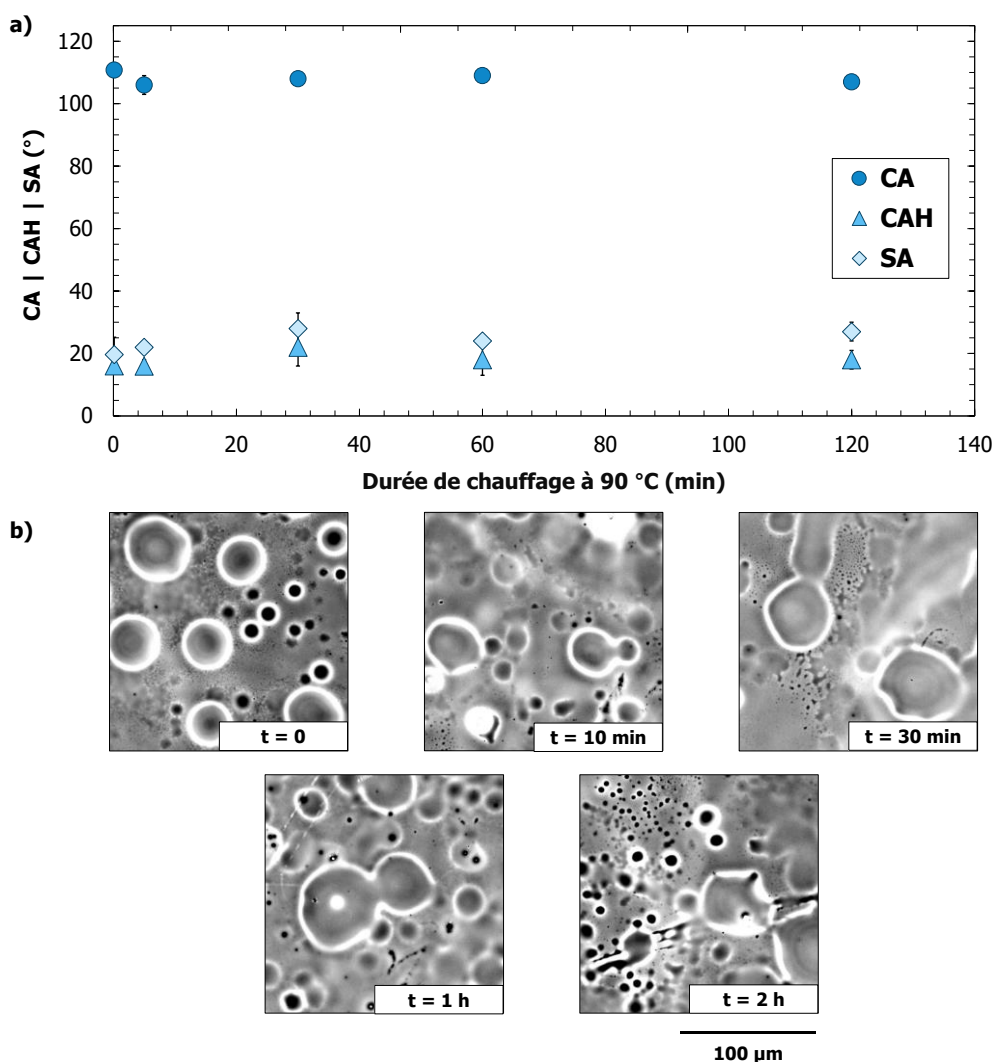 a)
120
100
80
60
40
20
0
CA | CAH | SA (°)
CA
CAH
SA
0 20 40 60 80 100 120 140
Durée de chauffage à 90 °C (min)
b)
t = 0
t = 10 min
t = 30 min
t = 1 h
t = 2 h
100 µm